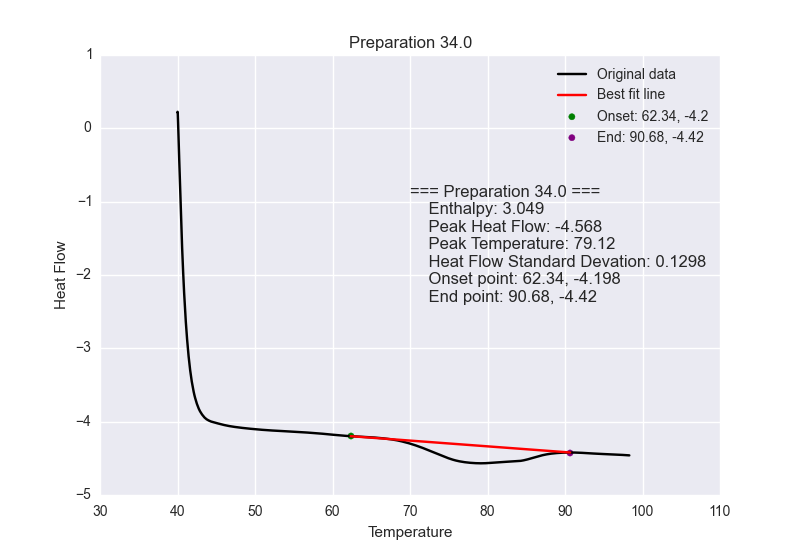 Preparation 34.0
1
0
−1
−2
−3
−4
−5
Heat Flow
30 40 50 60 70 80 90 100 110
Temperature
Original data
Best fit line
Onset: 62.34, -4.2
End: 90.68, -4.42
=== Preparation 34.0 ===
Enthalpy: 3.049
Peak Heat Flow: -4.568
Peak Temperature: 79.12
Heat Flow Standard Devation: 0.1298
Onset point: 62.34, -4.198
End point: 90.68, -4.42